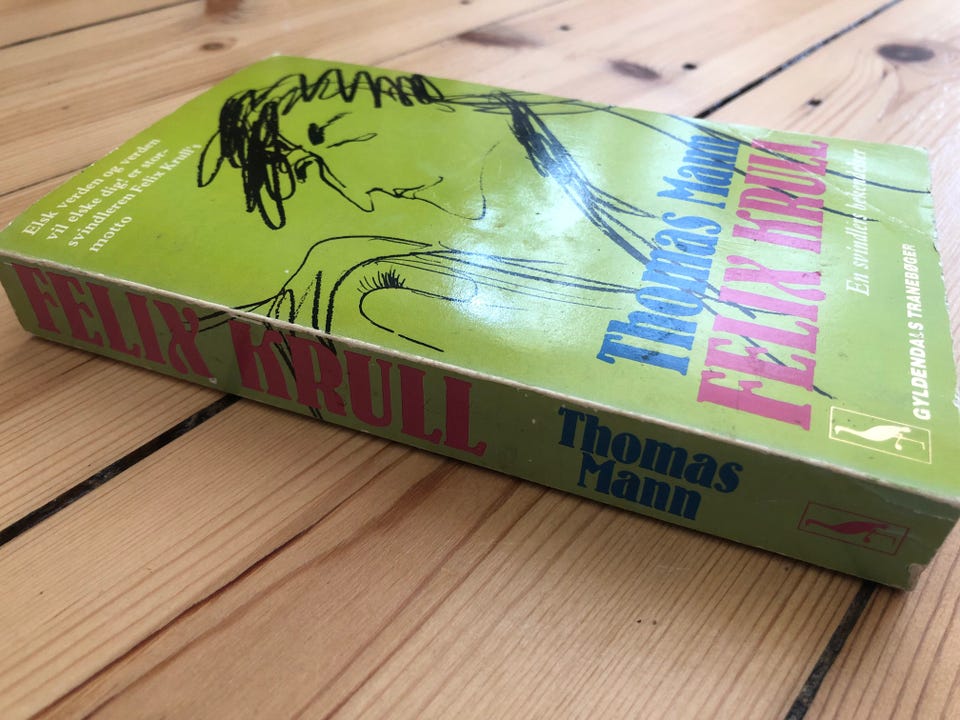 Elsk verden og verden
vil elske dig! er stor-
svindleren Felix Krull's
motto
Thomas Mann
FELIX KRULL
En svindlers bekendelser
GYLDENDALS TRANEBØGER
FELIX KRULL
Thomas
Mann